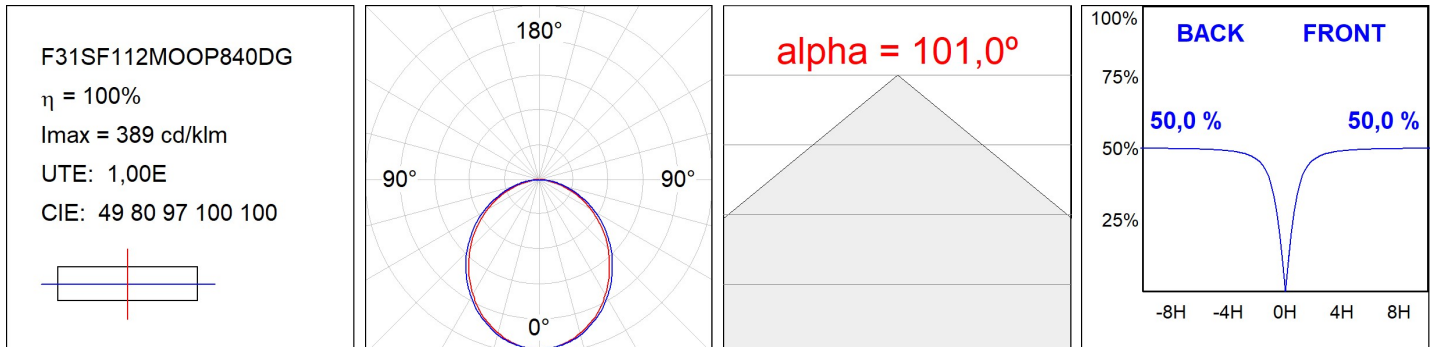 F31SF112MOOP840DG
η = 100%
Imax = 389 cd/klm
UTE: 1,00E
CIE: 49 80 97 100 100
180°
90° 90°
0°
alpha = 101,0º
100%
BACK FRONT
75%
50,0 % 50,0 %
50%
25%
-8H -4H 0H 4H 8H